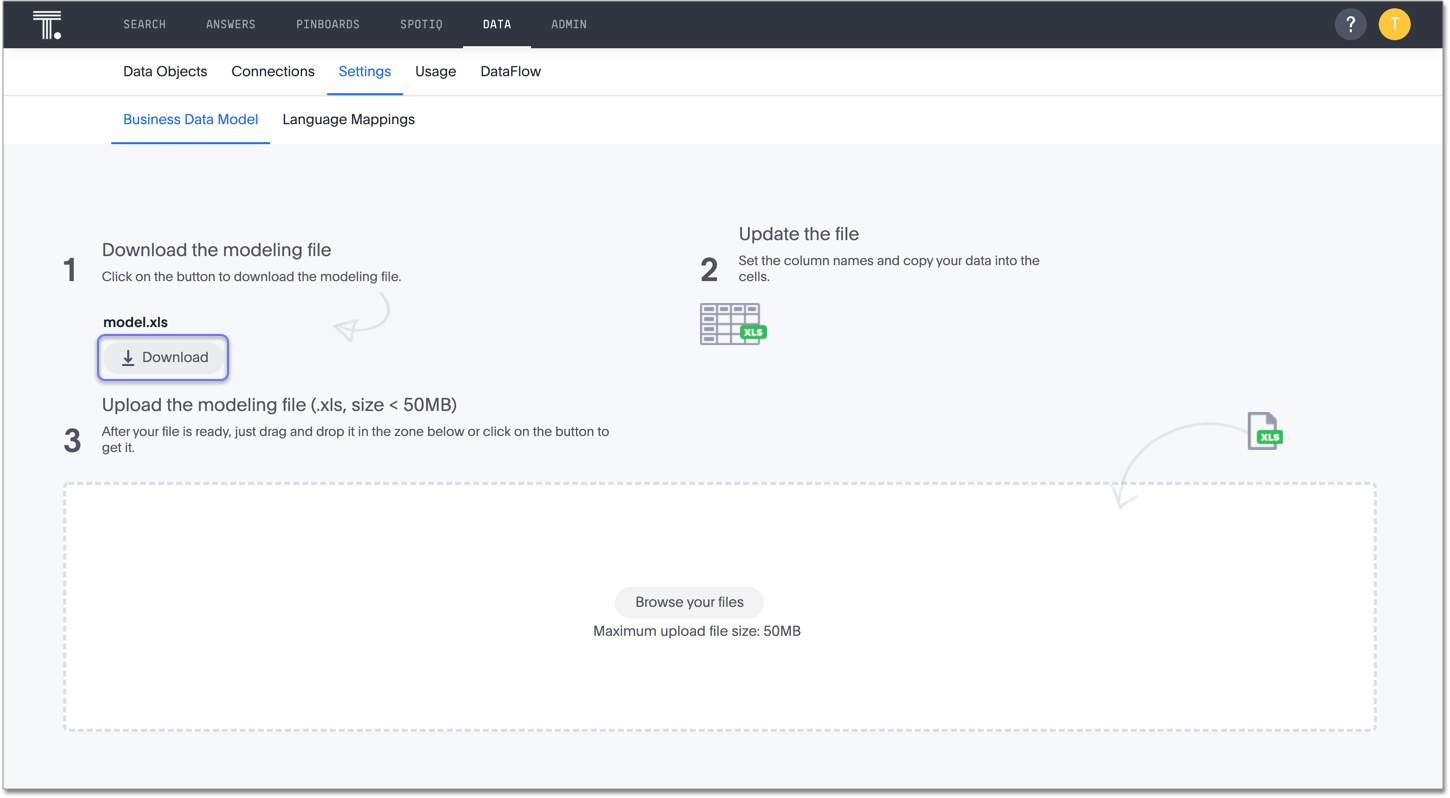 T.
SEARCH ANSWERS PINBOARDS SPOTIQ DATA ADMIN ? T
Data Objects Connections Settings Usage DataFlow
Business Data Model Language Mappings
1
Download the modeling file
Click on the button to download the modeling file.
model.xls
Download
2
Update the file
Set the column names and copy your data into the
cells.
XLS
3
Upload the modeling file (.xls, size < 50MB)
After your file is ready, just drag and drop it in the zone below or click on the button to
get it.
XLS
Browse your files
Maximum upload file size: 50MB